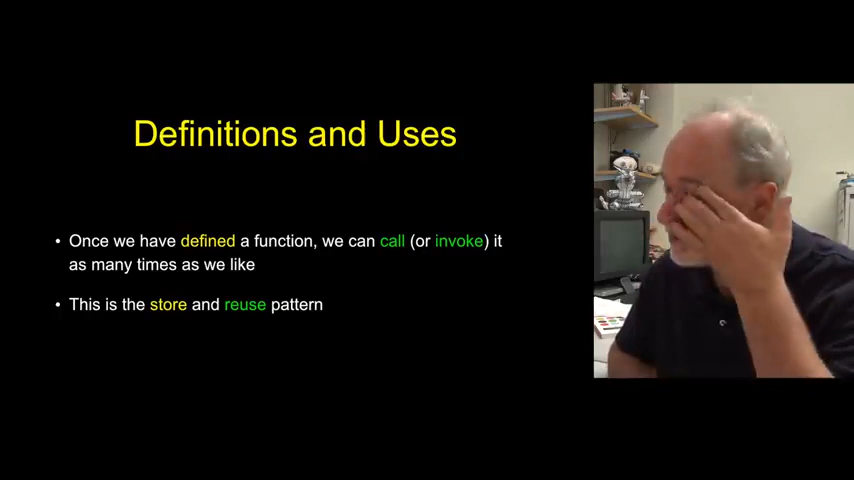 Definitions and Uses
• Once we have defined a function, we can call (or invoke) it
as many times as we like
• This is the store and reuse pattern